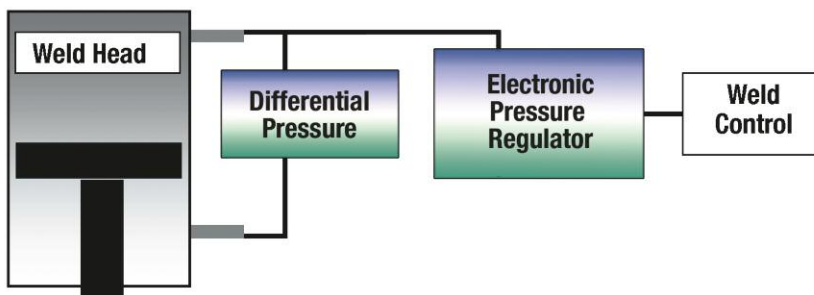 Weld Head
Differential
Pressure
Electronic
Pressure
Regulator
Weld
Control